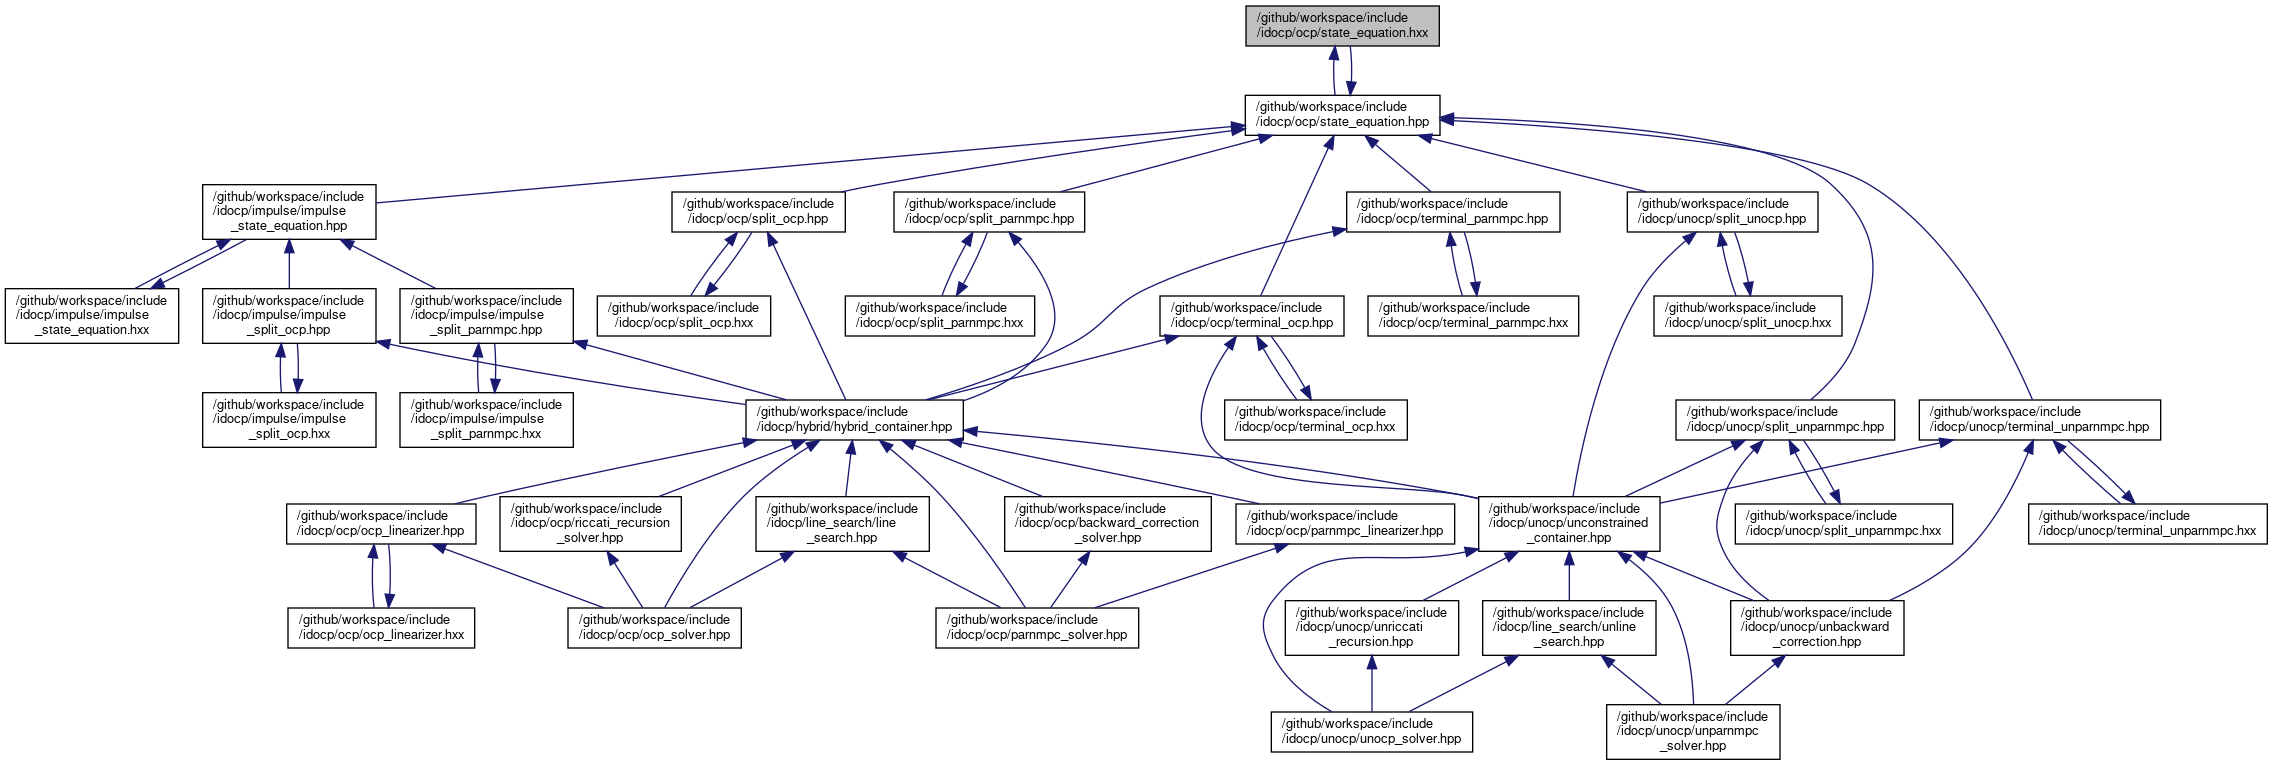 /github/workspace/include
/idocp/ocp/state_equation.hxx
/github/workspace/include
/idocp/ocp/state_equation.hpp
/github/workspace/include
/idocp/impulse/impulse
_state_equation.hpp
/github/workspace/include
/idocp/ocp/split_ocp.hpp
/github/workspace/include
/idocp/ocp/split_parnmpc.hpp
/github/workspace/include
/idocp/ocp/terminal_parnmpc.hpp
/github/workspace/include
/idocp/unocp/split_unocp.hpp
/github/workspace/include
/idocp/impulse/impulse
_state_equation.hxx
/github/workspace/include
/idocp/impulse/impulse
_split_ocp.hpp
/github/workspace/include
/idocp/impulse/impulse
_split_parnmpc.hpp
/github/workspace/include
/idocp/ocp/split_ocp.hxx
/github/workspace/include
/idocp/ocp/split_parnmpc.hxx
/github/workspace/include
/idocp/ocp/terminal_ocp.hpp
/github/workspace/include
/idocp/ocp/terminal_parnmpc.hxx
/github/workspace/include
/idocp/unocp/split_unocp.hxx
/github/workspace/include
/idocp/impulse/impulse
_split_ocp.hxx
/github/workspace/include
/idocp/impulse/impulse
_split_parnmpc.hxx
/github/workspace/include
/idocp/hybrid/hybrid_container.hpp
/github/workspace/include
/idocp/ocp/terminal_ocp.hxx
/github/workspace/include
/idocp/unocp/split_unparnmpc.hpp
/github/workspace/include
/idocp/unocp/terminal_unparnmpc.hpp
/github/workspace/include
/idocp/ocp/ocp_linearizer.hpp
/github/workspace/include
/idocp/ocp/riccati_recursion
_solver.hpp
/github/workspace/include
/idocp/line_search/line
_search.hpp
/github/workspace/include
/idocp/ocp/backward_correction
_solver.hpp
/github/workspace/include
/idocp/ocp/parnmpc_linearizer.hpp
/github/workspace/include
/idocp/unocp/unconstrained
_container.hpp
/github/workspace/include
/idocp/unocp/split_unparnmpc.hxx
/github/workspace/include
/idocp/unocp/terminal_unparnmpc.hxx
/github/workspace/include
/idocp/ocp/ocp_linearizer.hxx
/github/workspace/include
/idocp/ocp/ocp_solver.hpp
/github/workspace/include
/idocp/ocp/parnmpc_solver.hpp
/github/workspace/include
/idocp/unocp/unriccati
_recursion.hpp
/github/workspace/include
/idocp/line_search/unline
_search.hpp
/github/workspace/include
/idocp/unocp/unbackward
_correction.hpp
/github/workspace/include
/idocp/unocp/unocp_solver.hpp
/github/workspace/include
/idocp/unocp/unparnmpc
_solver.hpp